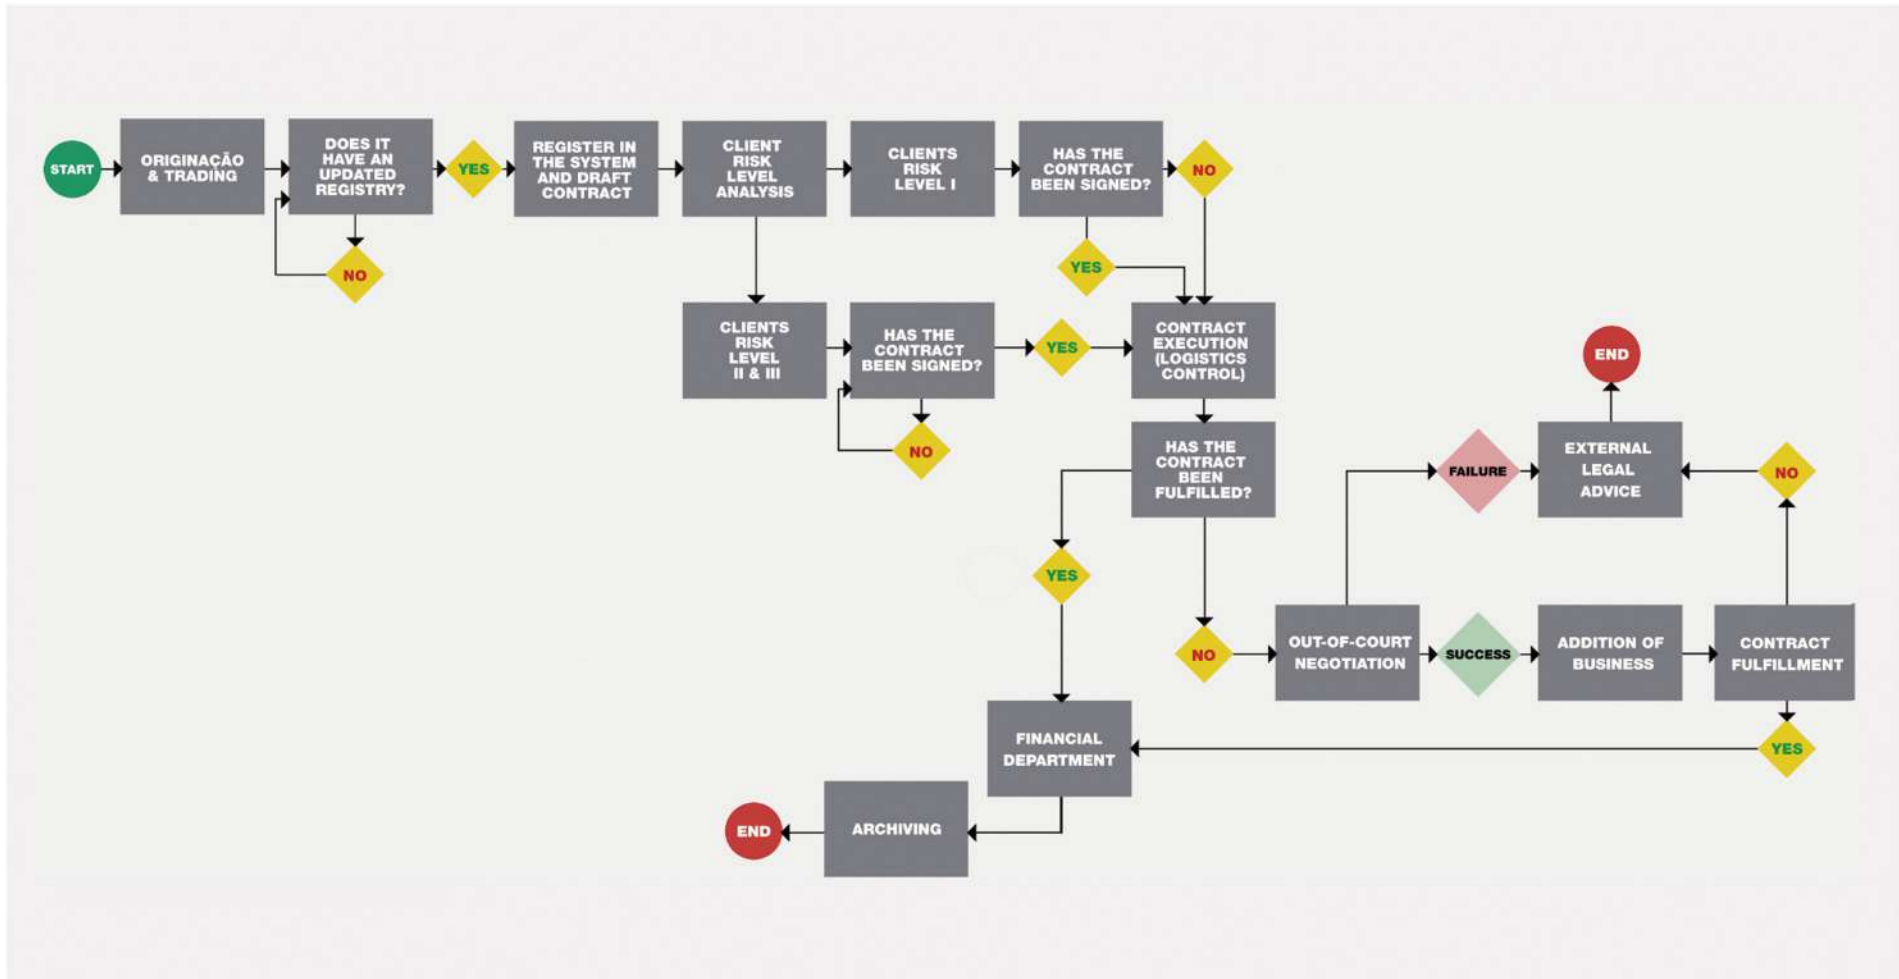 START
ORIGINAÇÃO
& TRADING
DOES IT
HAVE AN
UPDATED
REGISTRY?
YES
REGISTER IN
THE SYSTEM
AND DRAFT
CONTRACT
CLIENT
RISK
LEVEL
ANALYSIS
CLIENTS
RISK
LEVEL I
HAS THE
CONTRACT
BEEN SIGNED?
NO
NO
YES
CLIENTS
RISK
LEVEL
II & III
HAS THE
CONTRACT
BEEN SIGNED?
YES
CONTRACT
EXECUTION
(LOGISTICS
CONTROL)
END
NO
HAS THE
CONTRACT
BEEN
FULFILLED?
FAILURE
EXTERNAL
LEGAL
ADVICE
NO
YES
NO
OUT-OF-COURT
NEGOTIATION
SUCCESS
ADDITION OF
BUSINESS
CONTRACT
FULFILLMENT
FINANCIAL
DEPARTMENT
YES
END
ARCHIVING